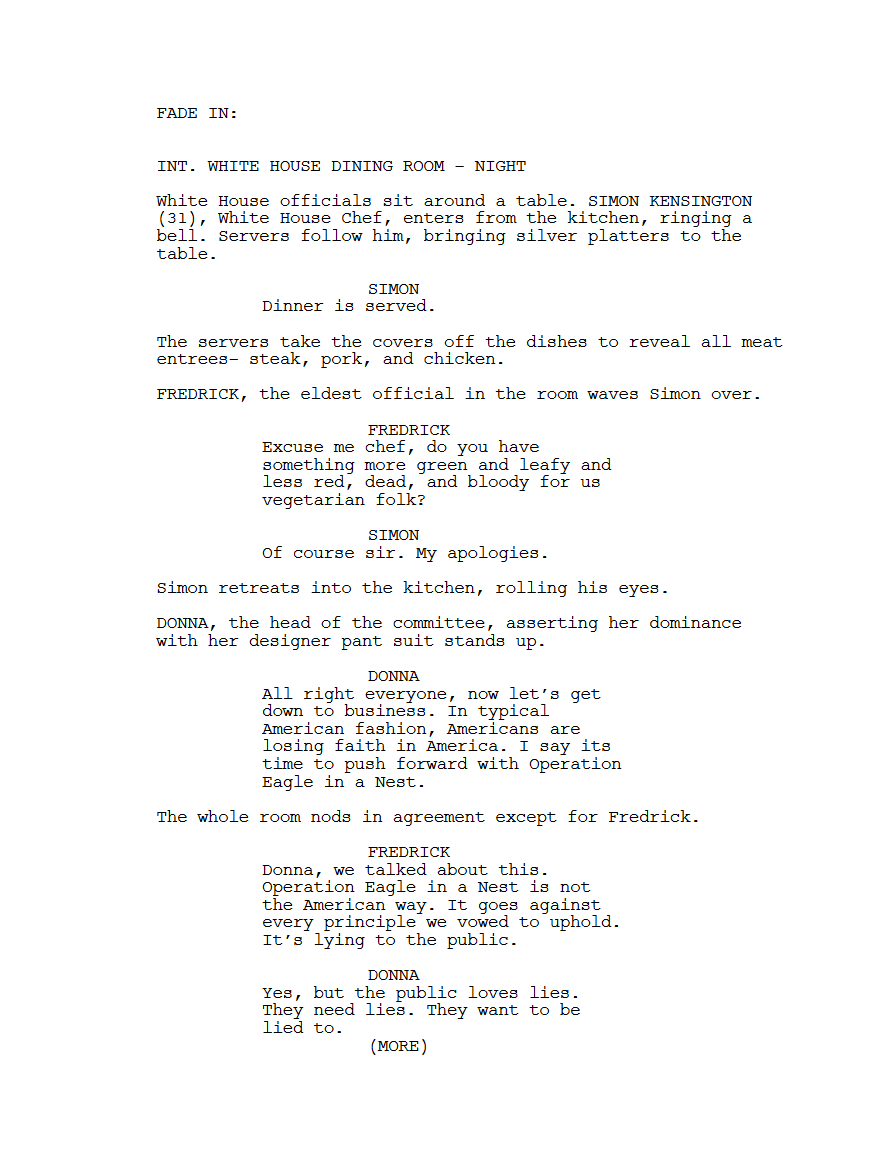 FADE IN:
INT. WHITE HOUSE DINING ROOM - NIGHT
White House officials sit around a table. SIMON KENSINGTON
(31), White House Chef, enters from the kitchen, ringing a
bell. Servers follow him, bringing silver platters to the
table.
SIMON
Dinner is served.
The servers take the covers off the dishes to reveal all meat
entrees- steak, pork, and chicken.
FREDRICK, the eldest official in the room waves Simon over.
FREDRICK
Excuse me chef, do you have
something more green and leafy and
less red, dead, and bloody for us
vegetarian folk?
SIMON
Of course sir. My apologies.
Simon retreats into the kitchen, rolling his eyes.
DONNA, the head of the committee, asserting her dominance
with her designer pant suit stands up.
DONNA
All right everyone, now let's get
down to business. In typical
American fashion, Americans are
losing faith in America. I say its
time to push forward with Operation
Eagle in a Nest.
The whole room nods in agreement except for Fredrick.
FREDRICK
Donna, we talked about this.
Operation Eagle in a Nest is not
the American way. It goes against
every principle we vowed to uphold.
It's lying to the public.
DONNA
Yes, but the public loves lies.
They need lies. They want to be
lied to.
(MORE)